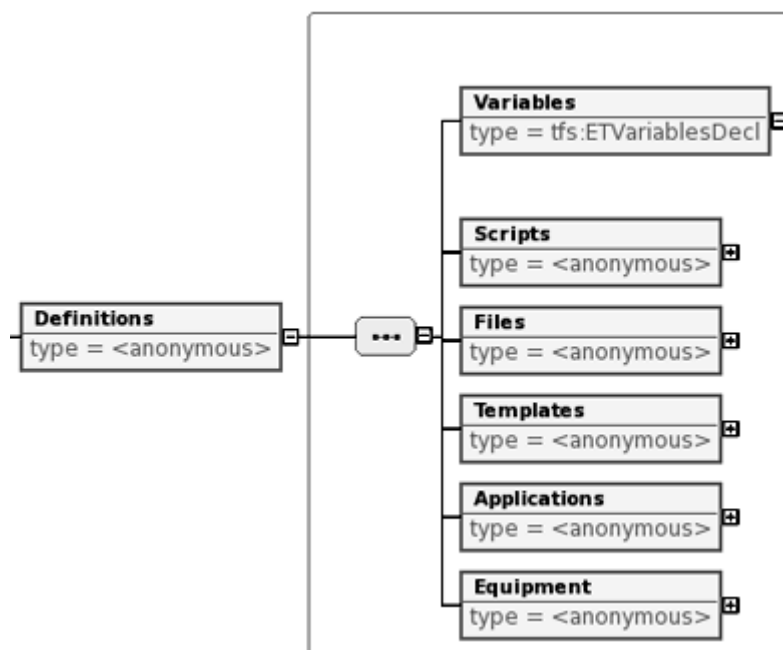 Variables
type = tfs:ETVariablesDecl
Scripts
type = <anonymous>
Definitions
type = <anonymous>
Files
type = <anonymous>
Templates
type = <anonymous>
Applications
type = <anonymous>
Equipment
type = <anonymous>